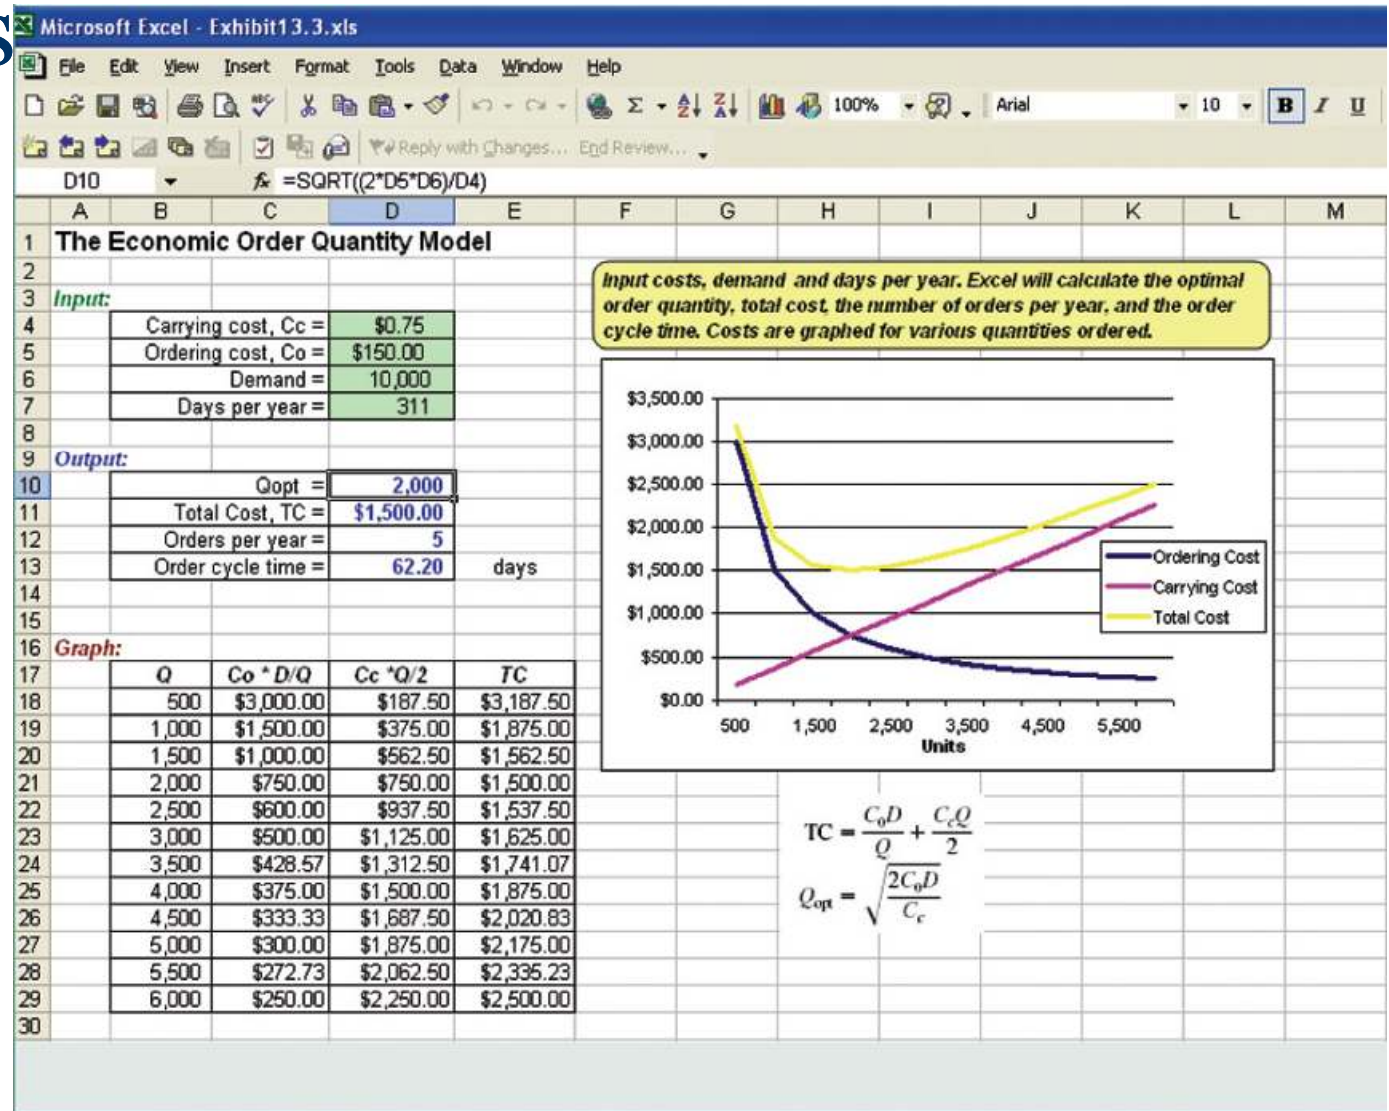 S
Microsoft Excel - Exhibit13.3.xls
File Edit View Insert Format Tools Data Window Help
100% Arial 10 B I U
Reply with Changes... End Review...
D10 fx =SQRT((2*D5*D6)/D4)
A B C D E F G H I J K L M
1 The Economic Order Quantity Model
2
3 Input:
4 Carrying cost, Cc = $0.75
5 Ordering cost, Co = $150.00
6 Demand = 10,000
7 Days per year = 311
8
9 Output:
10 Qopt = 2,000
11 Total Cost, TC = $1,500.00
12 Orders per year = 5
13 Order cycle time = 62.20 days
14
15
16 Graph:
17 Q Co * D/Q Cc *Q/2 TC
18 500 $3,000.00 $187.50 $3,187.50
19 1,000 $1,500.00 $375.00 $1,875.00
20 1,500 $1,000.00 $562.50 $1,562.50
21 2,000 $750.00 $750.00 $1,500.00
22 2,500 $600.00 $937.50 $1,537.50
23 3,000 $500.00 $1,125.00 $1,625.00
24 3,500 $428.57 $1,312.50 $1,741.07
25 4,000 $375.00 $1,500.00 $1,875.00
26 4,500 $333.33 $1,687.50 $2,020.83
27 5,000 $300.00 $1,875.00 $2,175.00
28 5,500 $272.73 $2,062.50 $2,335.23
29 6,000 $250.00 $2,250.00 $2,500.00
30
Input costs, demand and days per year. Excel will calculate the optimal
order quantity, total cost, the number of orders per year, and the order
cycle time. Costs are graphed for various quantities ordered.
$3,500.00
$3,000.00
$2,500.00
$2,000.00
$1,500.00
$1,000.00
$500.00
$0.00
Ordering Cost
Carrying Cost
Total Cost
500 1,500 2,500 3,500 4,500 5,500
Units
TC = CoD/Q + CcQ/2
Qopt = √(2CoD/Cc)